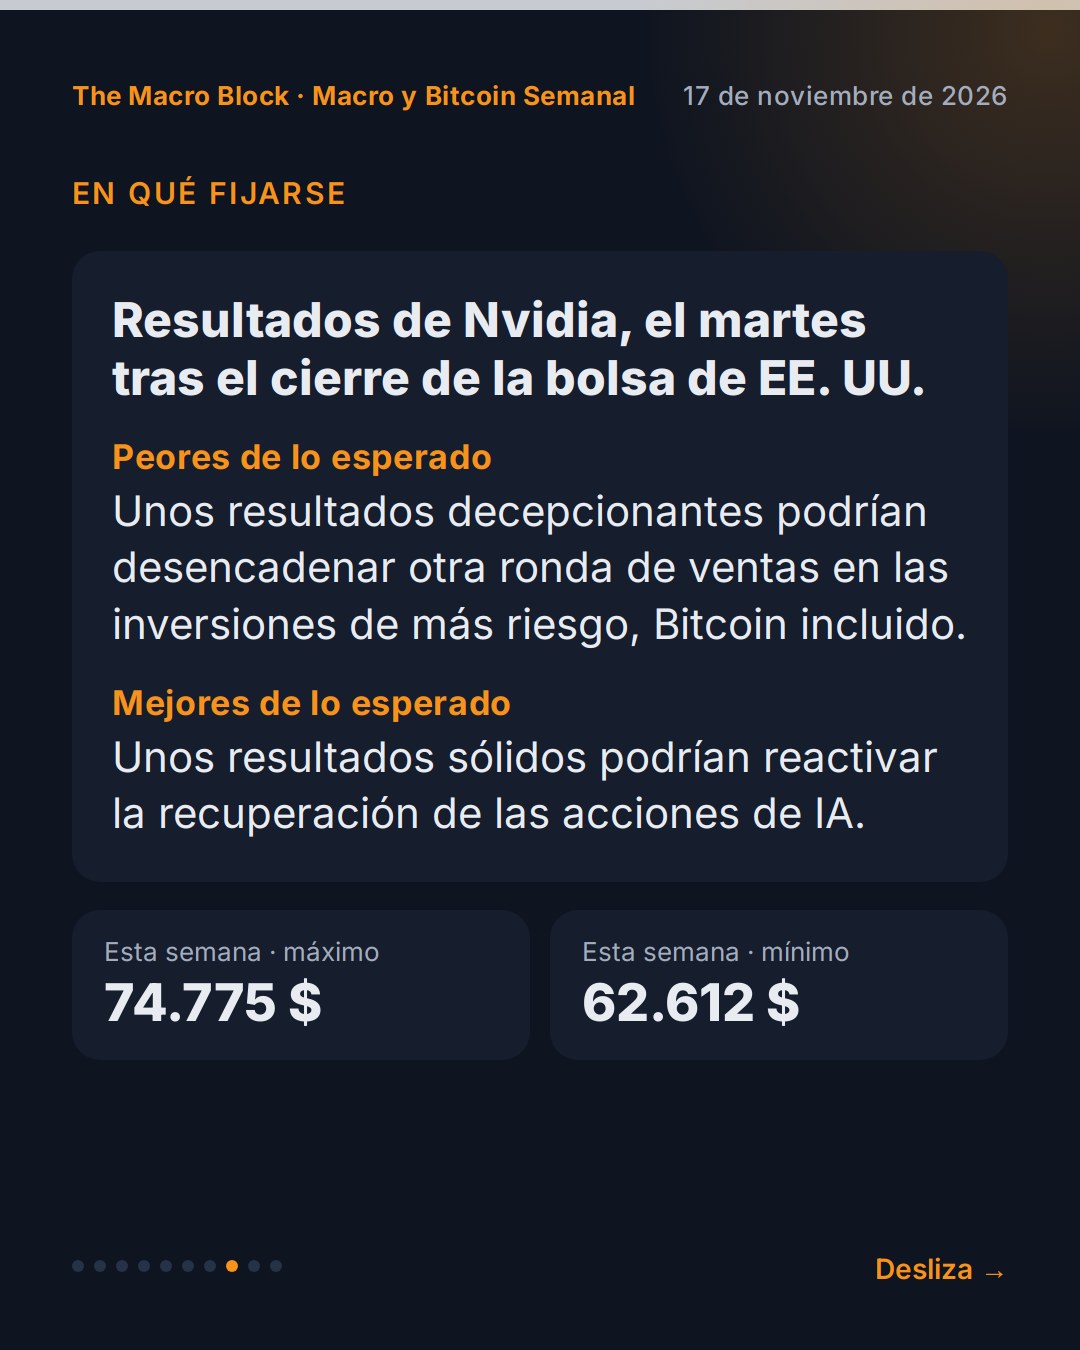 The Macro Block · Macro y Bitcoin Semanal
17 de noviembre de 2026
EN QUÉ FIJARSE
Resultados de Nvidia, el martes
tras el cierre de la bolsa de EE. UU.
Peores de lo esperado
Unos resultados decepcionantes podrían
desencadenar otra ronda de ventas en las
inversiones de más riesgo, Bitcoin incluido.
Mejores de lo esperado
Unos resultados sólidos podrían reactivar
la recuperación de las acciones de IA.
Esta semana · máximo
74.775 $
Esta semana · mínimo
62.612 $
Desliza →